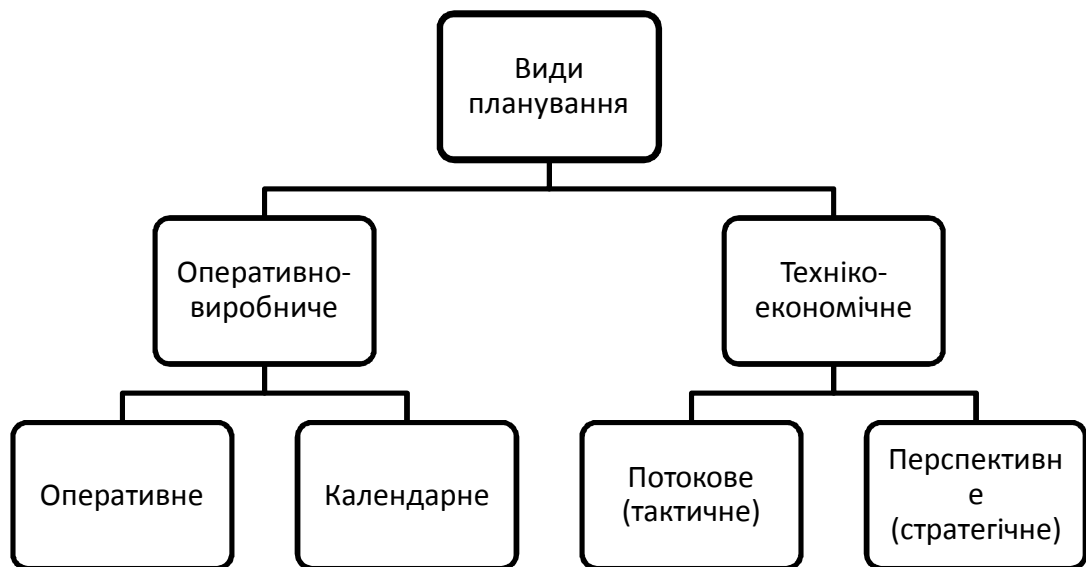 Види
планування
Оперативно-
виробниче
Техніко-
економічне
Оперативне
Календарне
Потокове
(тактичне)
Перспективн
е
(стратегічне)